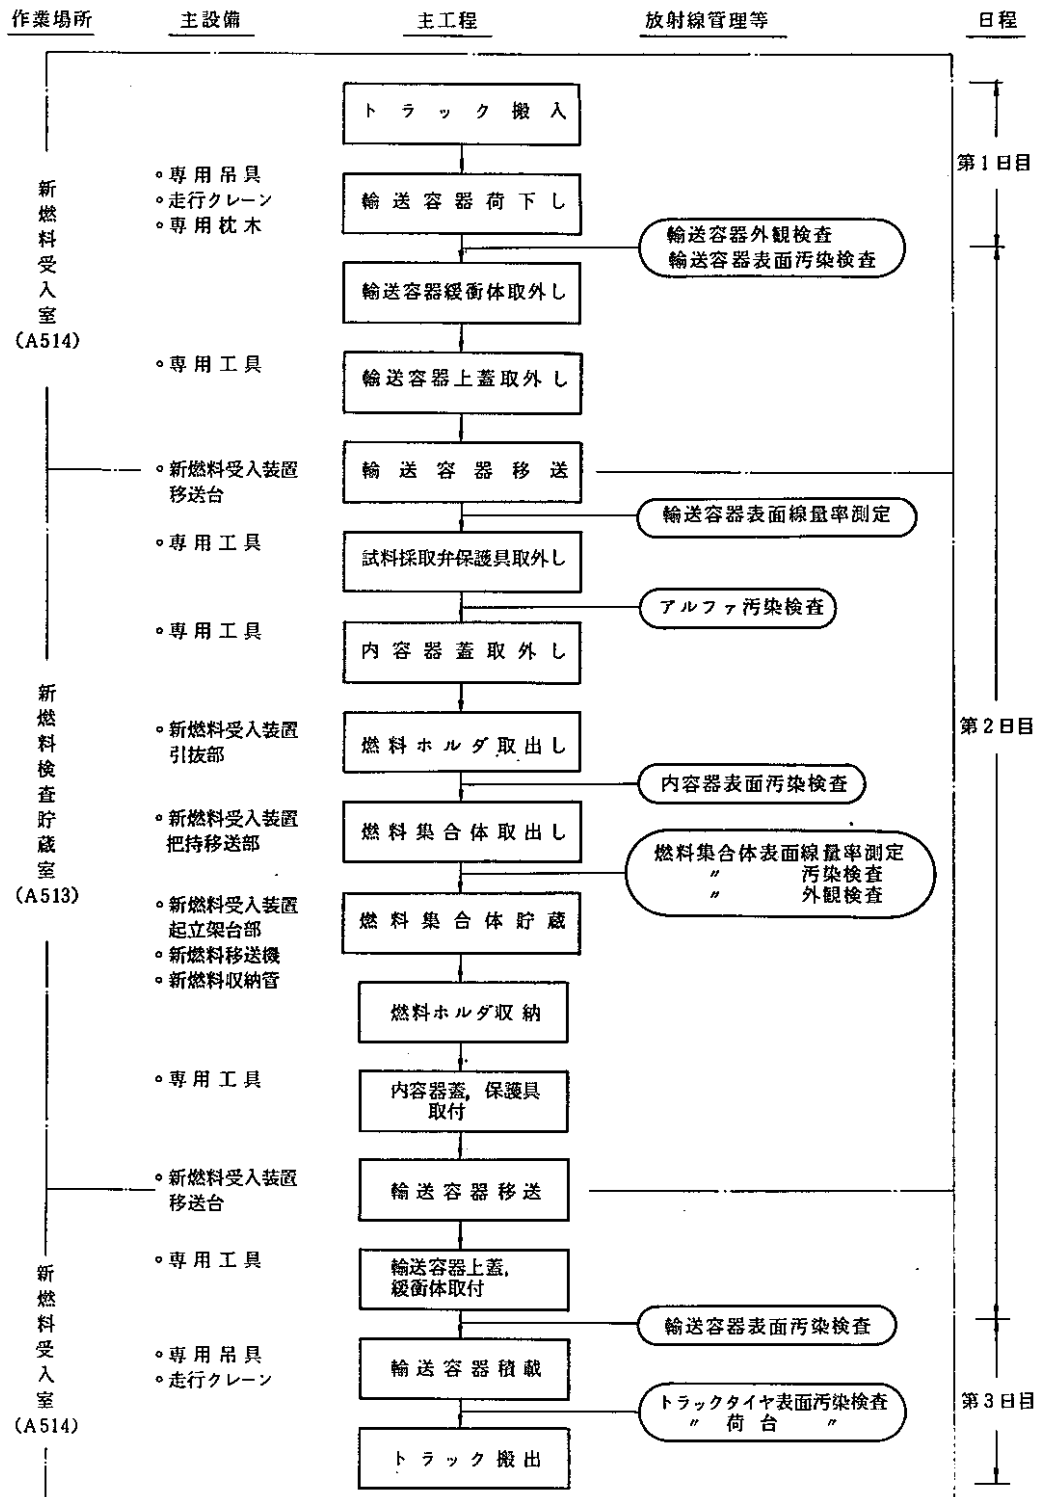 作業場所 主設備 主工程 放射線管理等 日程
トラック搬入
第1日目
新燃料受入室
(A514)
。専用吊具
。走行クレーン
。専用枕木
輸送容器荷下し
輸送容器外観検査
輸送容器表面汚染検査
輸送容器緩衝体取外し
。専用工具
輸送容器上蓋取外し
。新燃料受入装置
移送台
輸送容器移送
輸送容器表面線量率測定
。専用工具
試料採取弁保護具取外し
アルファ汚染検査
。専用工具
内容器蓋取外し
新燃料検査貯蔵室
(A513)
第2日目
。新燃料受入装置
引抜部
燃料ホルダ取出し
内容器表面汚染検査
。新燃料受入装置
把持移送部
燃料集合体取出し
燃料集合体表面線量率測定
〃 汚染検査
〃 外観検査
。新燃料受入装置
起立架台部
。新燃料移送機
。新燃料収納管
燃料集合体貯蔵
燃料ホルダ収納
。専用工具
内容器蓋,保護具
取付
。新燃料受入装置
移送台
輸送容器移送
。専用工具
輸送容器上蓋,
緩衝体取付
新燃料受入室
(A514)
輸送容器表面汚染検査
。専用吊具
。走行クレーン
輸送容器積載
トラックタイヤ表面汚染検査
〃 荷台 〃
第3日目
トラック搬出